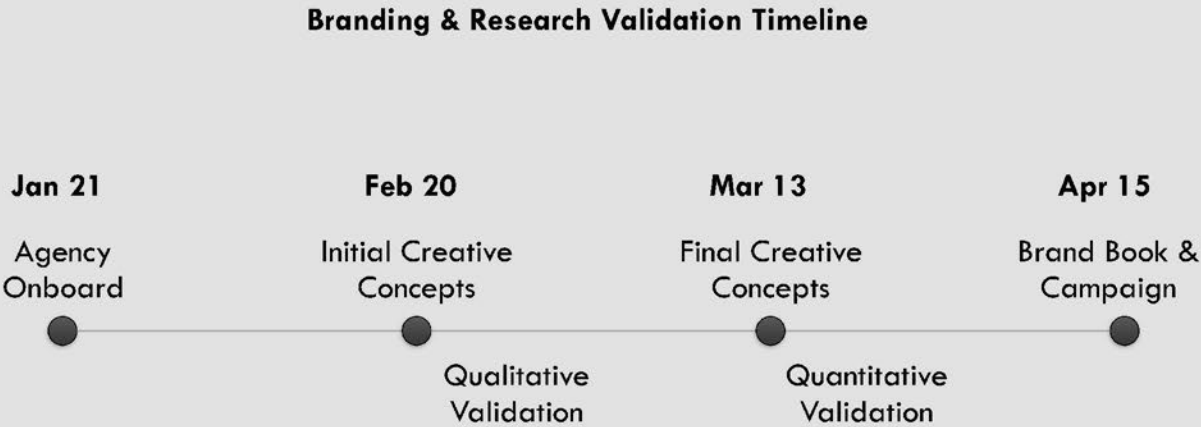 Branding & Research Validation Timeline
Jan 21
Agency
Onboard
Feb 20
Initial Creative
Concepts
Mar 13
Final Creative
Concepts
Apr 15
Brand Book &
Campaign
Qualitative
Validation
Quantitative
Validation